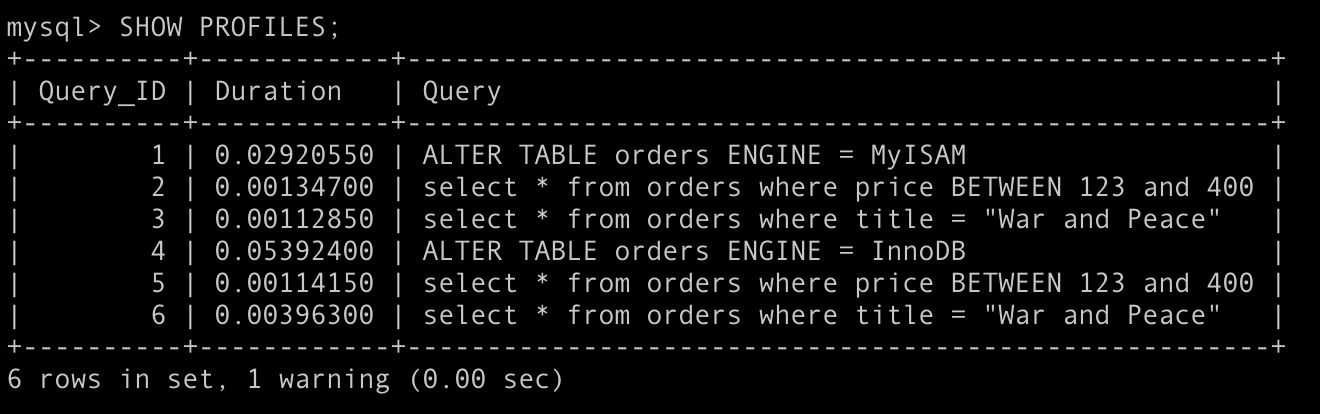 mysql> SHOW PROFILES;
+----------+------------+------------------------------------------------------+
| Query_ID | Duration   | Query                                                |
+----------+------------+------------------------------------------------------+
|        1 | 0.02920550 | ALTER TABLE orders ENGINE = MyISAM                   |
|        2 | 0.00134700 | select * from orders where price BETWEEN 123 and 400 |
|        3 | 0.00112850 | select * from orders where title = "War and Peace"   |
|        4 | 0.05392400 | ALTER TABLE orders ENGINE = InnoDB                   |
|        5 | 0.00114150 | select * from orders where price BETWEEN 123 and 400 |
|        6 | 0.00396300 | select * from orders where title = "War and Peace"   |
+----------+------------+------------------------------------------------------+
6 rows in set, 1 warning (0.00 sec)